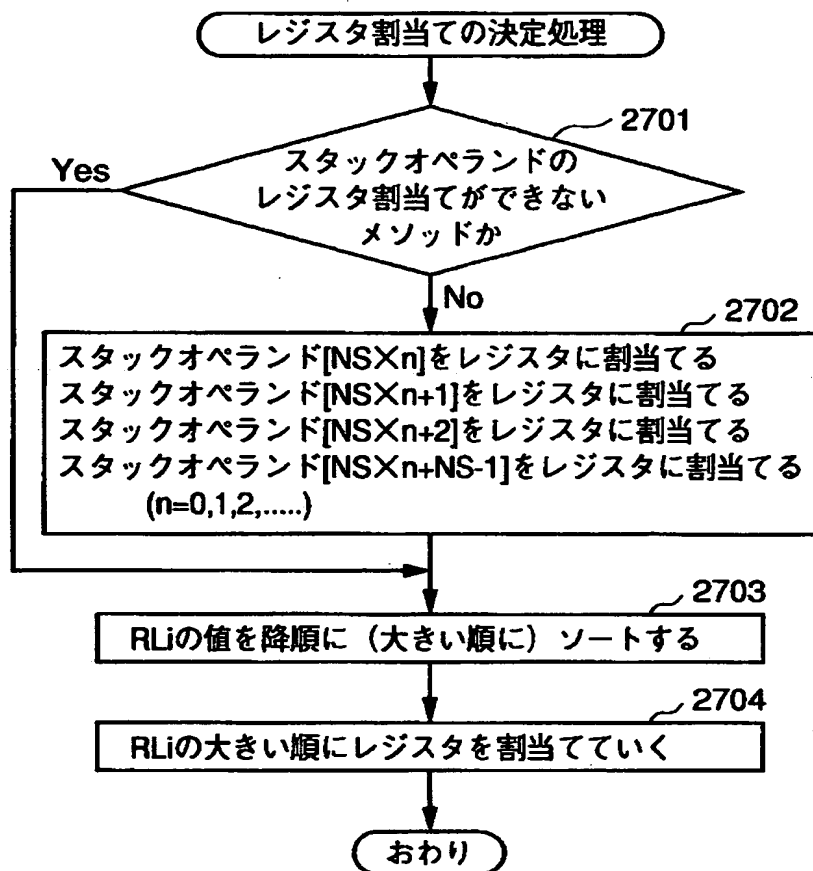 レジスタ割当ての決定処理
2701
Yes
スタックオペランドの
レジスタ割当てができない
メソッドか
No
2702
スタックオペランド[NS×n]をレジスタに割当てる
スタックオペランド[NS×n+1]をレジスタに割当てる
スタックオペランド[NS×n+2]をレジスタに割当てる
スタックオペランド[NS×n+NS-1]をレジスタに割当てる
(n=0,1,2,.....)
2703
RLiの値を降順に（大きい順に）ソートする
2704
RLiの大きい順にレジスタを割当てていく
おわり